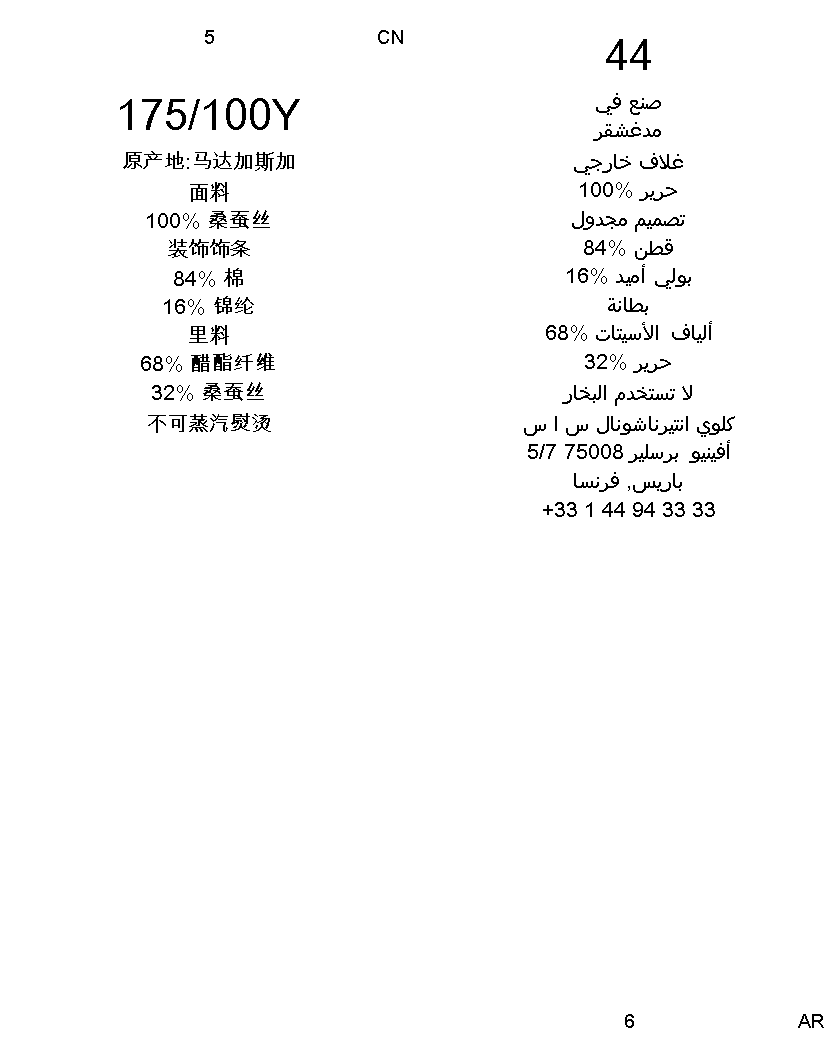 5
CN
175/100Y
原产地:马达加斯加
面料
100% 桑蚕丝
装饰饰条
84% 棉
16% 锦纶
里料
68% 醋酯纤维
32% 桑蚕丝
不可蒸汽熨烫
44
صنع في
مدغشقر
غلاف خارجي
حرير %100
تصميم مجدول
قطن %84
بولي أميد %16
بطانة
ألياف الأسيتات %68
حرير %32
لا تستخدم البخار
كلوي انتيرناشونال س ا س
أفينيو برسلير 75008 5/7
باريس, فرنسا
+33 1 44 94 33 33
6
AR